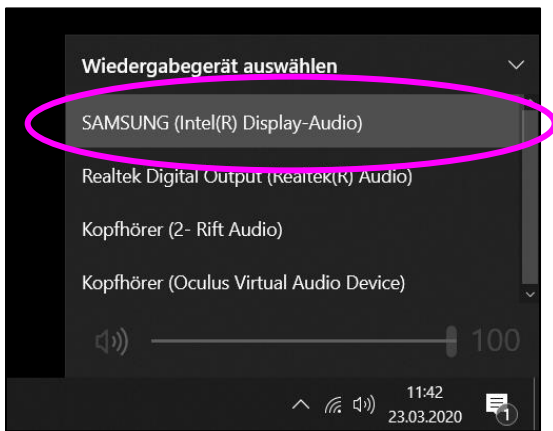 Wiedergabegerät auswählen
SAMSUNG (Intel(R) Display-Audio)
Realtek Digital Output (Realtek(R) Audio)
Kopfhörer (2- Rift Audio)
Kopfhörer (Oculus Virtual Audio Device)
100
11:42
23.03.2020
1